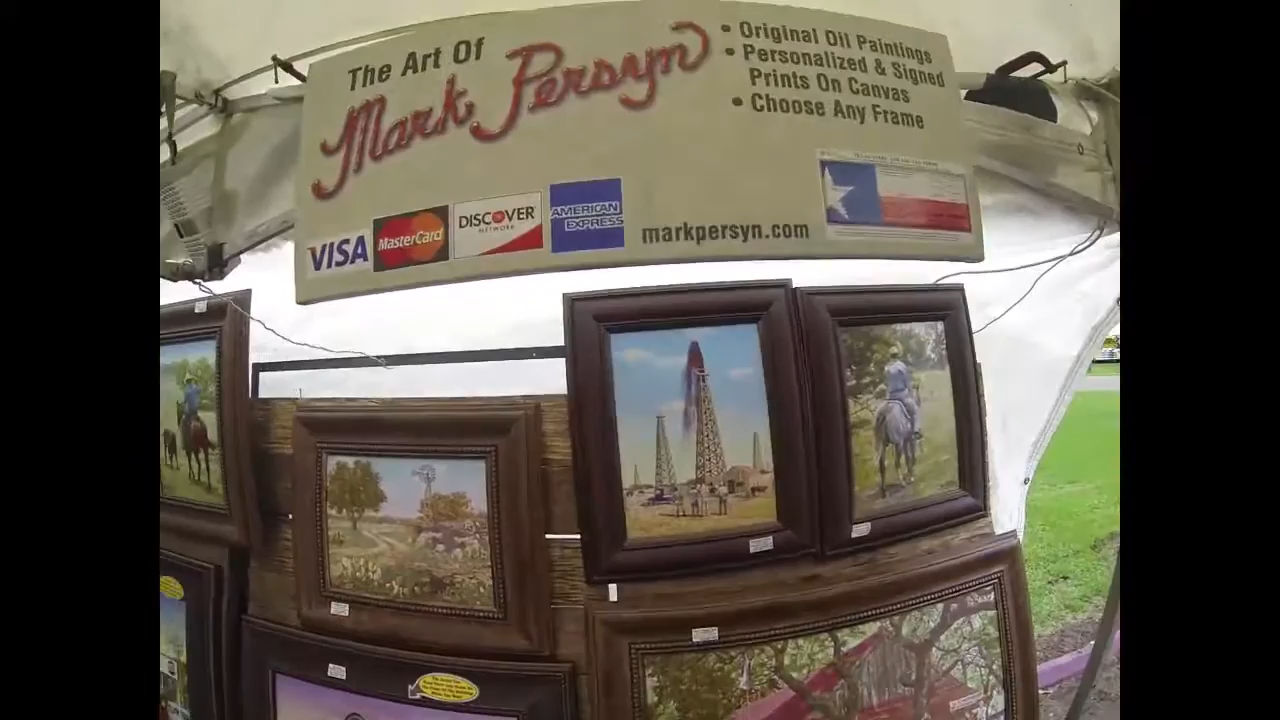 The Art Of
Mark Persyn
• Original Oil Paintings
• Personalized & Signed
Prints On Canvas
• Choose Any Frame
VISA
MasterCard
DISCOVER
NETWORK
AMERICAN
EXPRESS
markpersyn.com